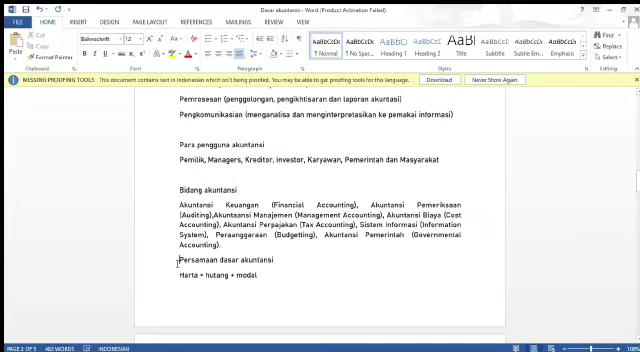 Dasar akuntansi - Word (Product Activation Failed)
FILE HOME INSERT DESIGN PAGE LAYOUT REFERENCES MAILINGS REVIEW VIEW
Cut
Copy
Format Painter
Paste
Bahnschrift 12
AaBbCcDc AaBbCcDc AaBbC AaBbCcD AaBl AaBbCcD AaBbCcDc AaBbCcDt
¶ Normal ¶ No Spac... Heading 1 Heading 2 Title Subtitle Subtle Em... Emphasis
Find
Replace
Select
Clipboard Font Paragraph Styles Editing
MISSING PROOFING TOOLS This document contains text in Indonesian which isn't being proofed. You may be able to get proofing tools for this language. Download Never Show Again
Pemrosesan (penggolongan, pengikhtisaran dan laporan akuntasi)
Pengkomunikasian (menganalisa dan menginterpretasikan ke pemakai informasi)
Para pengguna akuntansi
Pemilik, Managers, Kreditor, investor, Karyawan, Pemerintah dan Masyarakat
Bidang akuntansi
Akuntansi Keuangan (Financial Accounting), Akuntansi Pemeriksaan
(Auditing),Akuntaansi Manajemen (Management Accounting), Akuntansi Biaya (Cost
Accounting), Akuntansi Perpajakan (Tax Accounting), Sistem Informasi (Information
System), Peraanggaraan (Budgetting), Akuntansi Pemerintah (Governmental
Accounting).
Persamaan dasar akuntansi
Harta = hutang + modal
PAGE 2 OF 5 483 WORDS INDONESIAN 100%